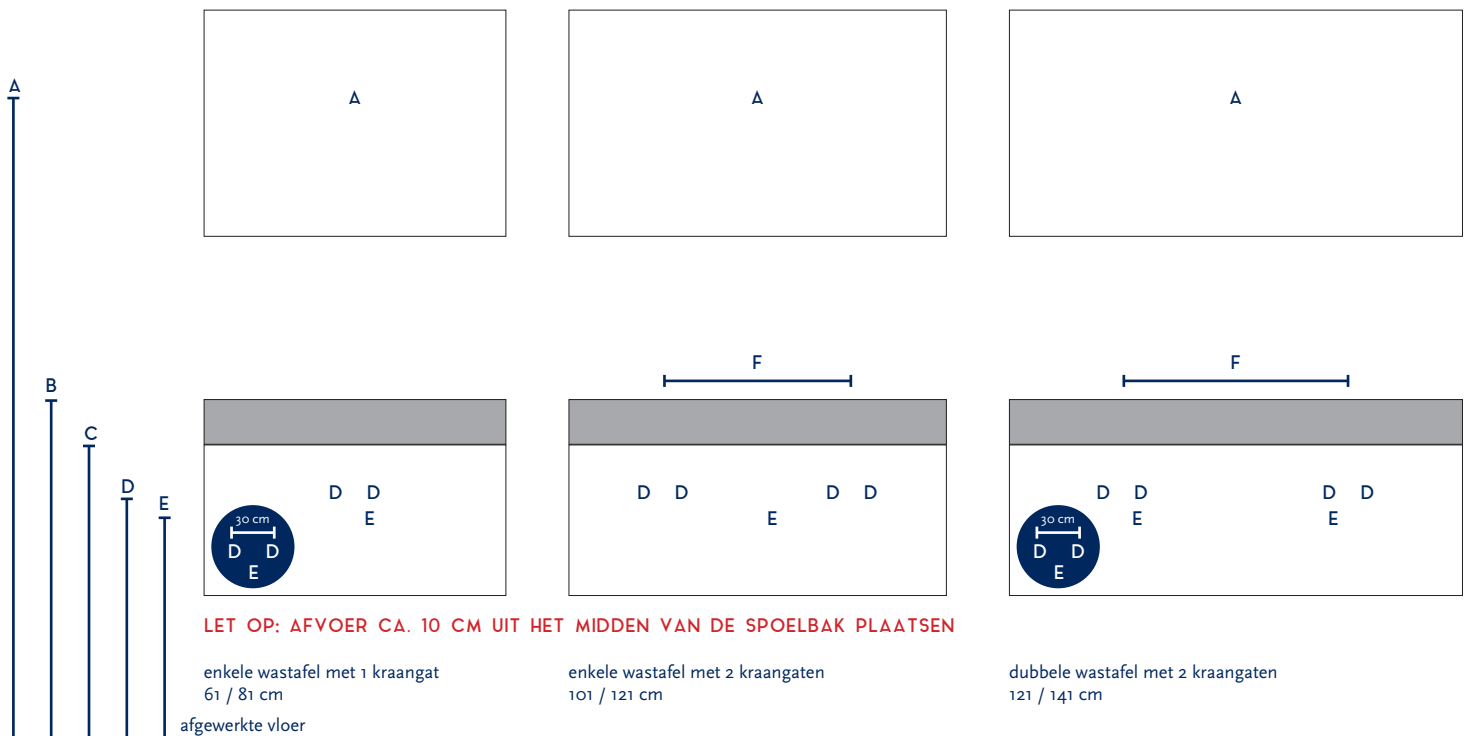 A
A A A
F F
B
C
D
E
D D
E
D D D D
E
D D D D
E E
30 cm
D D
E
30 cm
D D
E
LET OP: AFVOER CA. 10 CM UIT HET MIDDEN VAN DE SPOELBAK PLAATSEN
enkele wastafel met 1 kraangat
61 / 81 cm
enkele wastafel met 2 kraangaten
101 / 121 cm
dubbele wastafel met 2 kraangaten
121 / 141 cm
afgewerkte vloer